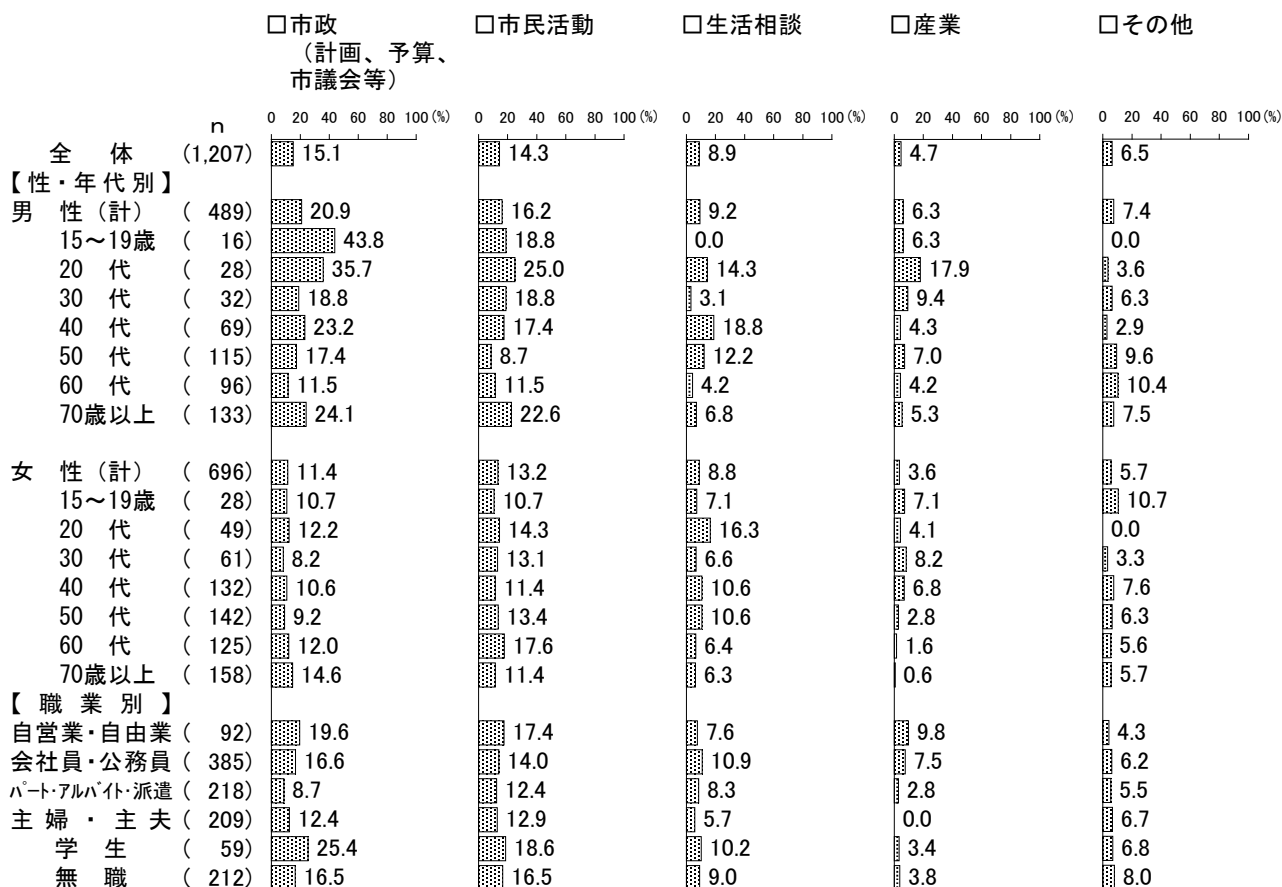 □市政 □市民活動 □生活相談 □産業 □その他
（計画、予算、
市議会等）
0 20 40 60 80 100(%) 0 20 40 60 80 100(%) 0 20 40 60 80 100(%) 0 20 40 60 80 100(%) 0 20 40 60 80 100(%)
ｎ
全 体 (1,207) 15.1 14.3 8.9 4.7 6.5
【性・年代別】
男 性（計） ( 489) 20.9 16.2 9.2 6.3 7.4
15～19歳 ( 16) 43.8 18.8 0.0 6.3 0.0
20 代 ( 28) 35.7 25.0 14.3 17.9 3.6
30 代 ( 32) 18.8 18.8 3.1 9.4 6.3
40 代 ( 69) 23.2 17.4 18.8 4.3 2.9
50 代 ( 115) 17.4 8.7 12.2 7.0 9.6
60 代 ( 96) 11.5 11.5 4.2 4.2 10.4
70歳以上 ( 133) 24.1 22.6 6.8 5.3 7.5
女 性（計） ( 696) 11.4 13.2 8.8 3.6 5.7
15～19歳 ( 28) 10.7 10.7 7.1 7.1 10.7
20 代 ( 49) 12.2 14.3 16.3 4.1 0.0
30 代 ( 61) 8.2 13.1 6.6 8.2 3.3
40 代 ( 132) 10.6 11.4 10.6 6.8 7.6
50 代 ( 142) 9.2 13.4 10.6 2.8 6.3
60 代 ( 125) 12.0 17.6 6.4 1.6 5.6
70歳以上 ( 158) 14.6 11.4 6.3 0.6 5.7
【 職 業 別 】
自営業・自由業 ( 92) 19.6 17.4 7.6 9.8 4.3
会社員・公務員 ( 385) 16.6 14.0 10.9 7.5 6.2
ﾊﾟｰﾄ・ｱﾙﾊﾞｲﾄ・派遣 ( 218) 8.7 12.4 8.3 2.8 5.5
主 婦 ・ 主 夫 ( 209) 12.4 12.9 5.7 0.0 6.7
学 生 ( 59) 25.4 18.6 10.2 3.4 6.8
無 職 ( 212) 16.5 16.5 9.0 3.8 8.0